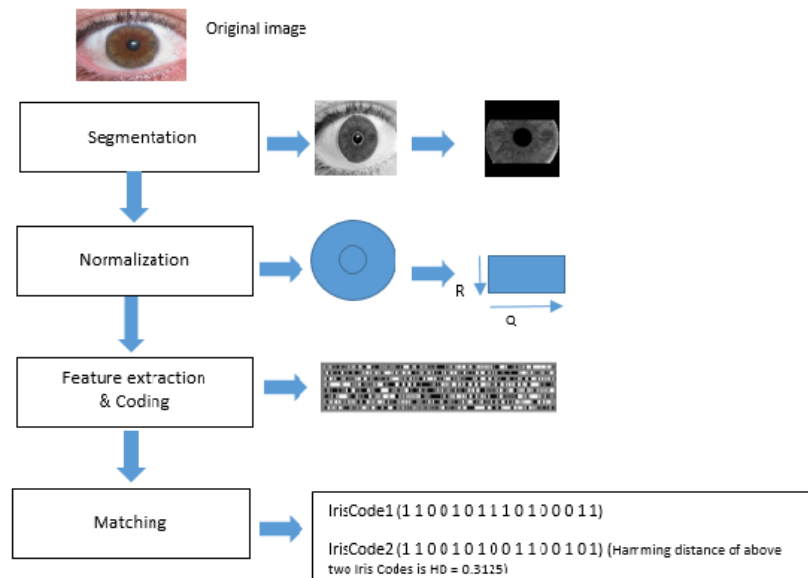 Original image
Segmentation
Normalization
R
Q
Feature extraction
& Coding
Matching
IrisCode1 (1 1 0 0 1 0 1 1 1 0 1 0 0 0 1 1)
IrisCode2 (1 1 0 0 1 0 1 0 0 1 1 0 0 1 0 1) (Hamming distance of above
two Iris Codes is HD = 0.3125)